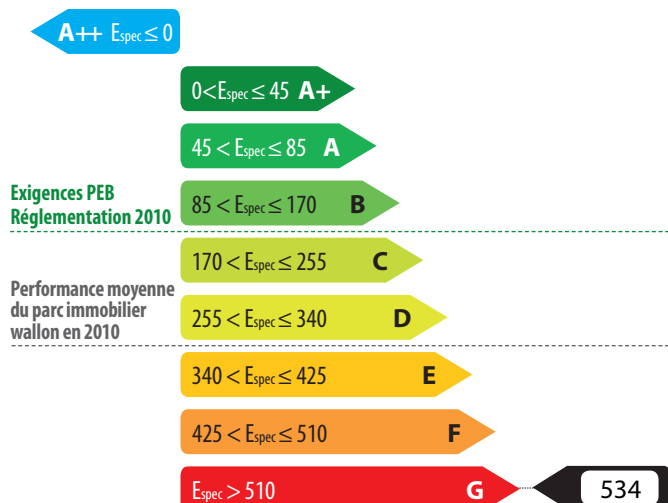 A++ Espec ≤ 0
0<Espec ≤ 45 A+
45 < Espec ≤ 85 A
Exigences PEB
Réglementation 2010
85 < Espec ≤ 170 B
170 < Espec ≤ 255 C
Performance moyenne
du parc immobilier
wallon en 2010
255 < Espec ≤ 340 D
340 < Espec ≤ 425 E
425 < Espec ≤ 510 F
Espec > 510 G
534